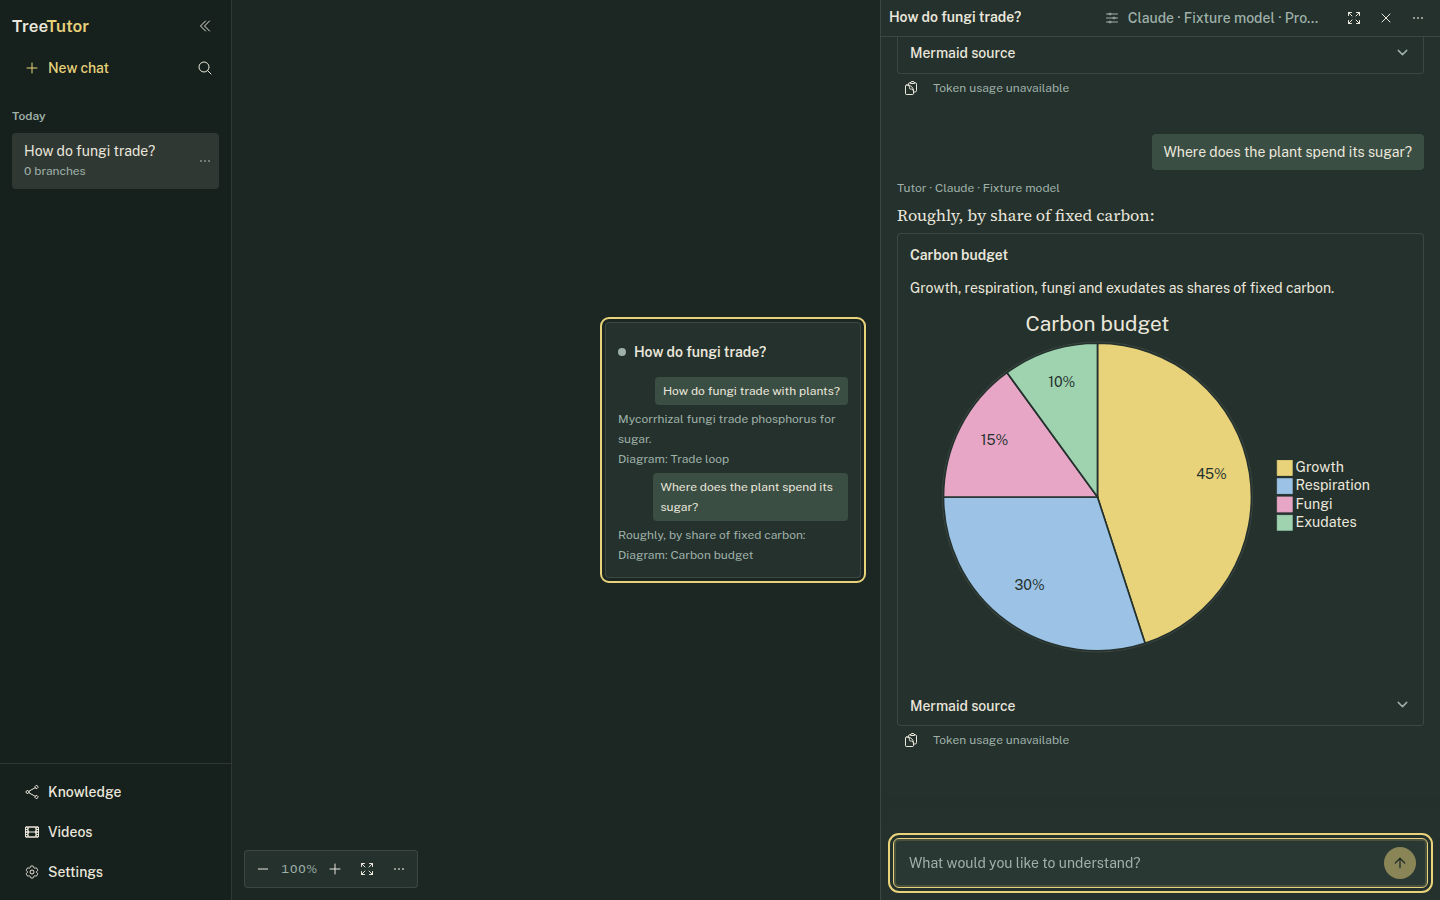 TreeTutor
New chat
Today
How do fungi trade?
0 branches
Knowledge
Videos
Settings
How do fungi trade?
How do fungi trade with plants?
Mycorrhizal fungi trade phosphorus for
sugar.
Diagram: Trade loop
Where does the plant spend its
sugar?
Roughly, by share of fixed carbon:
Diagram: Carbon budget
100%
How do fungi trade?
Claude · Fixture model · Pro...
Mermaid source
Token usage unavailable
Where does the plant spend its sugar?
Tutor · Claude · Fixture model
Roughly, by share of fixed carbon:
Carbon budget
Growth, respiration, fungi and exudates as shares of fixed carbon.
Carbon budget
10%
15%
45%
30%
Growth
Respiration
Fungi
Exudates
Mermaid source
Token usage unavailable
What would you like to understand?